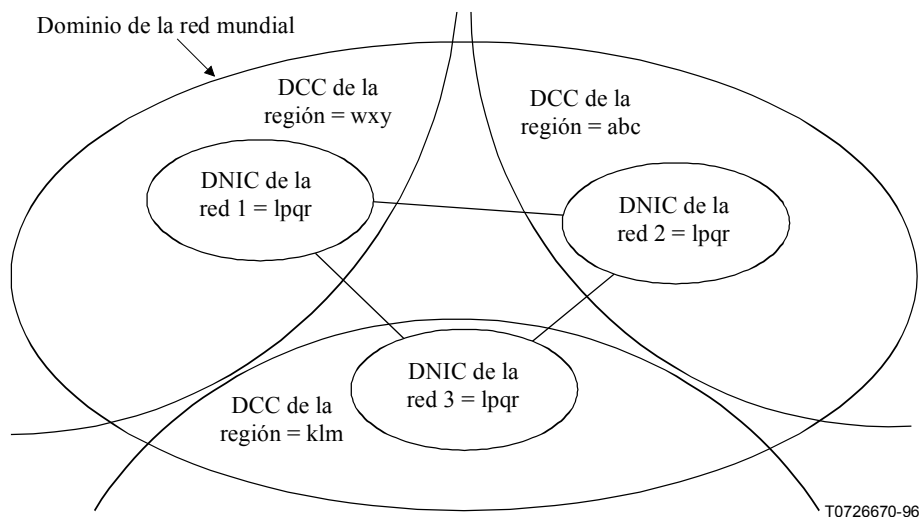 Dominio de la red mundial
DCC de la
región = wxy
DCC de la
región = abc
DNIC de la
red 1 = lpqr
DNIC de la
red 2 = lpqr
DNIC de la
red 3 = lpqr
DCC de la
región = klm
T0726670-96